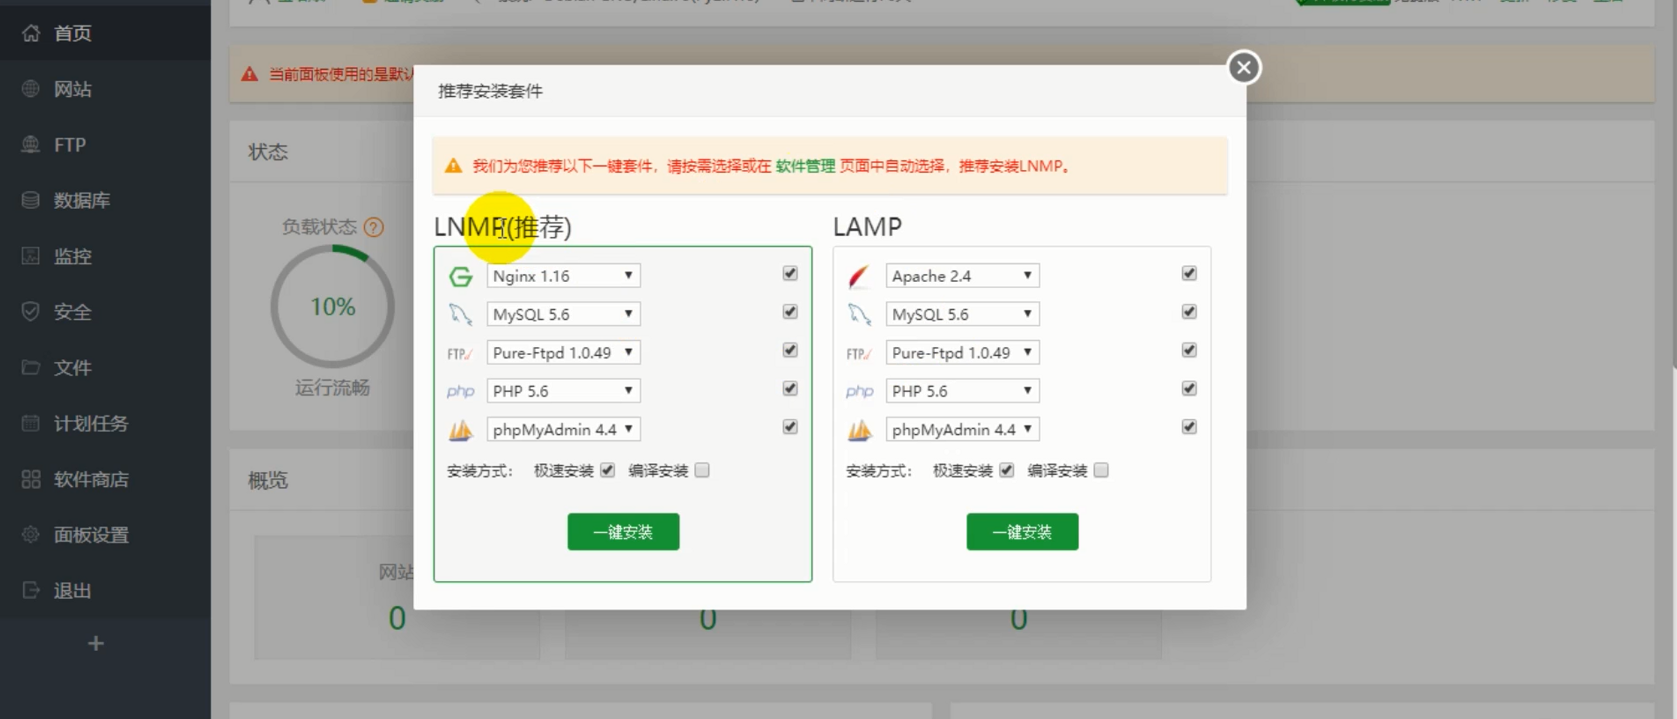 首页
网站
FTP
数据库
监控
安全
文件
计划任务
软件商店
面板设置
退出
+
当前面板使用的是默认
状态
负载状态 ?
10%
运行流畅
概览
网站
0
0
0
推荐安装套件
我们为您推荐以下一键套件，请按需选择或在 软件管理 页面中自动选择，推荐安装LNMP。
LNMP(推荐)
Nginx 1.16
MySQL 5.6
FTP Pure-Ftpd 1.0.49
php PHP 5.6
phpMyAdmin 4.4
安装方式： 极速安装 编译安装
一键安装
LAMP
Apache 2.4
MySQL 5.6
FTP Pure-Ftpd 1.0.49
php PHP 5.6
phpMyAdmin 4.4
安装方式： 极速安装 编译安装
一键安装